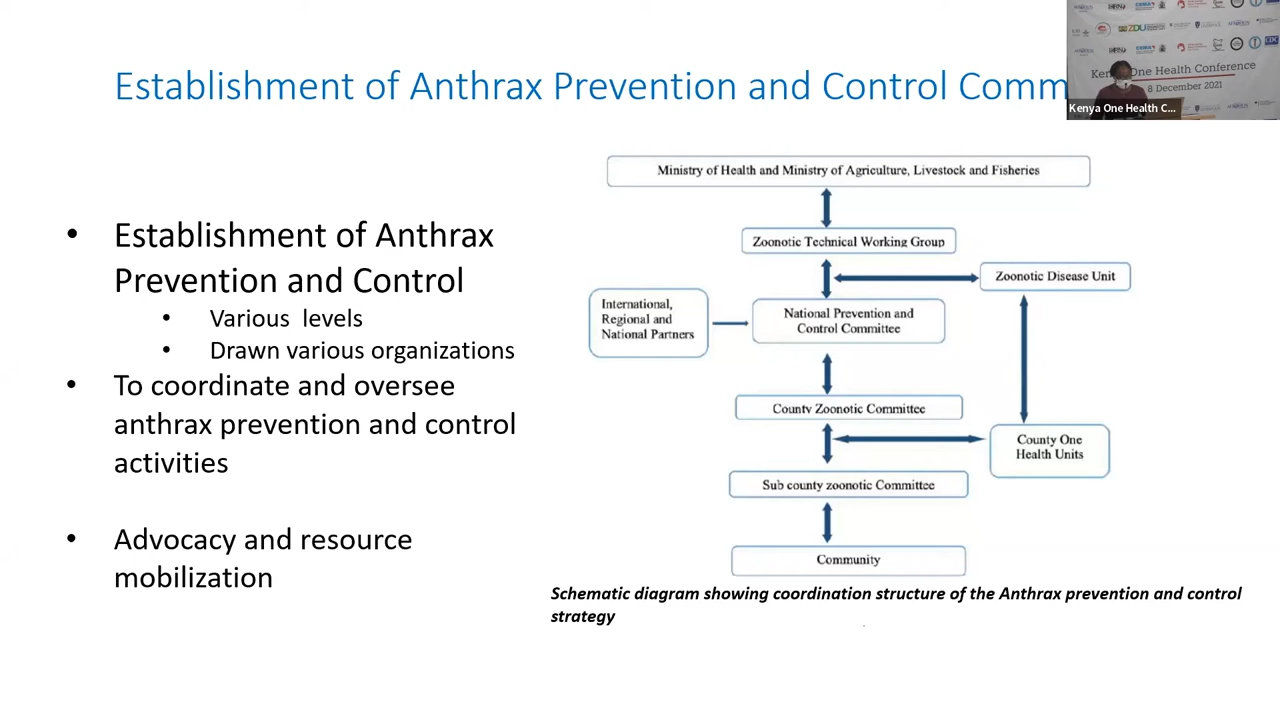 Establishment of Anthrax Prevention and Control Comm
Kenya One Health Conference
8 December 2021
Kenya One Health C...
• Establishment of Anthrax
Prevention and Control
• Various levels
• Drawn various organizations
• To coordinate and oversee
anthrax prevention and control
activities
• Advocacy and resource
mobilization
Ministry of Health and Ministry of Agriculture, Livestock and Fisheries
Zoonotic Technical Working Group
Zoonotic Disease Unit
International,
Regional and
National Partners
National Prevention and
Control Committee
County Zoonotic Committee
County One
Health Units
Sub county zoonotic Committee
Community
Schematic diagram showing coordination structure of the Anthrax prevention and control
strategy